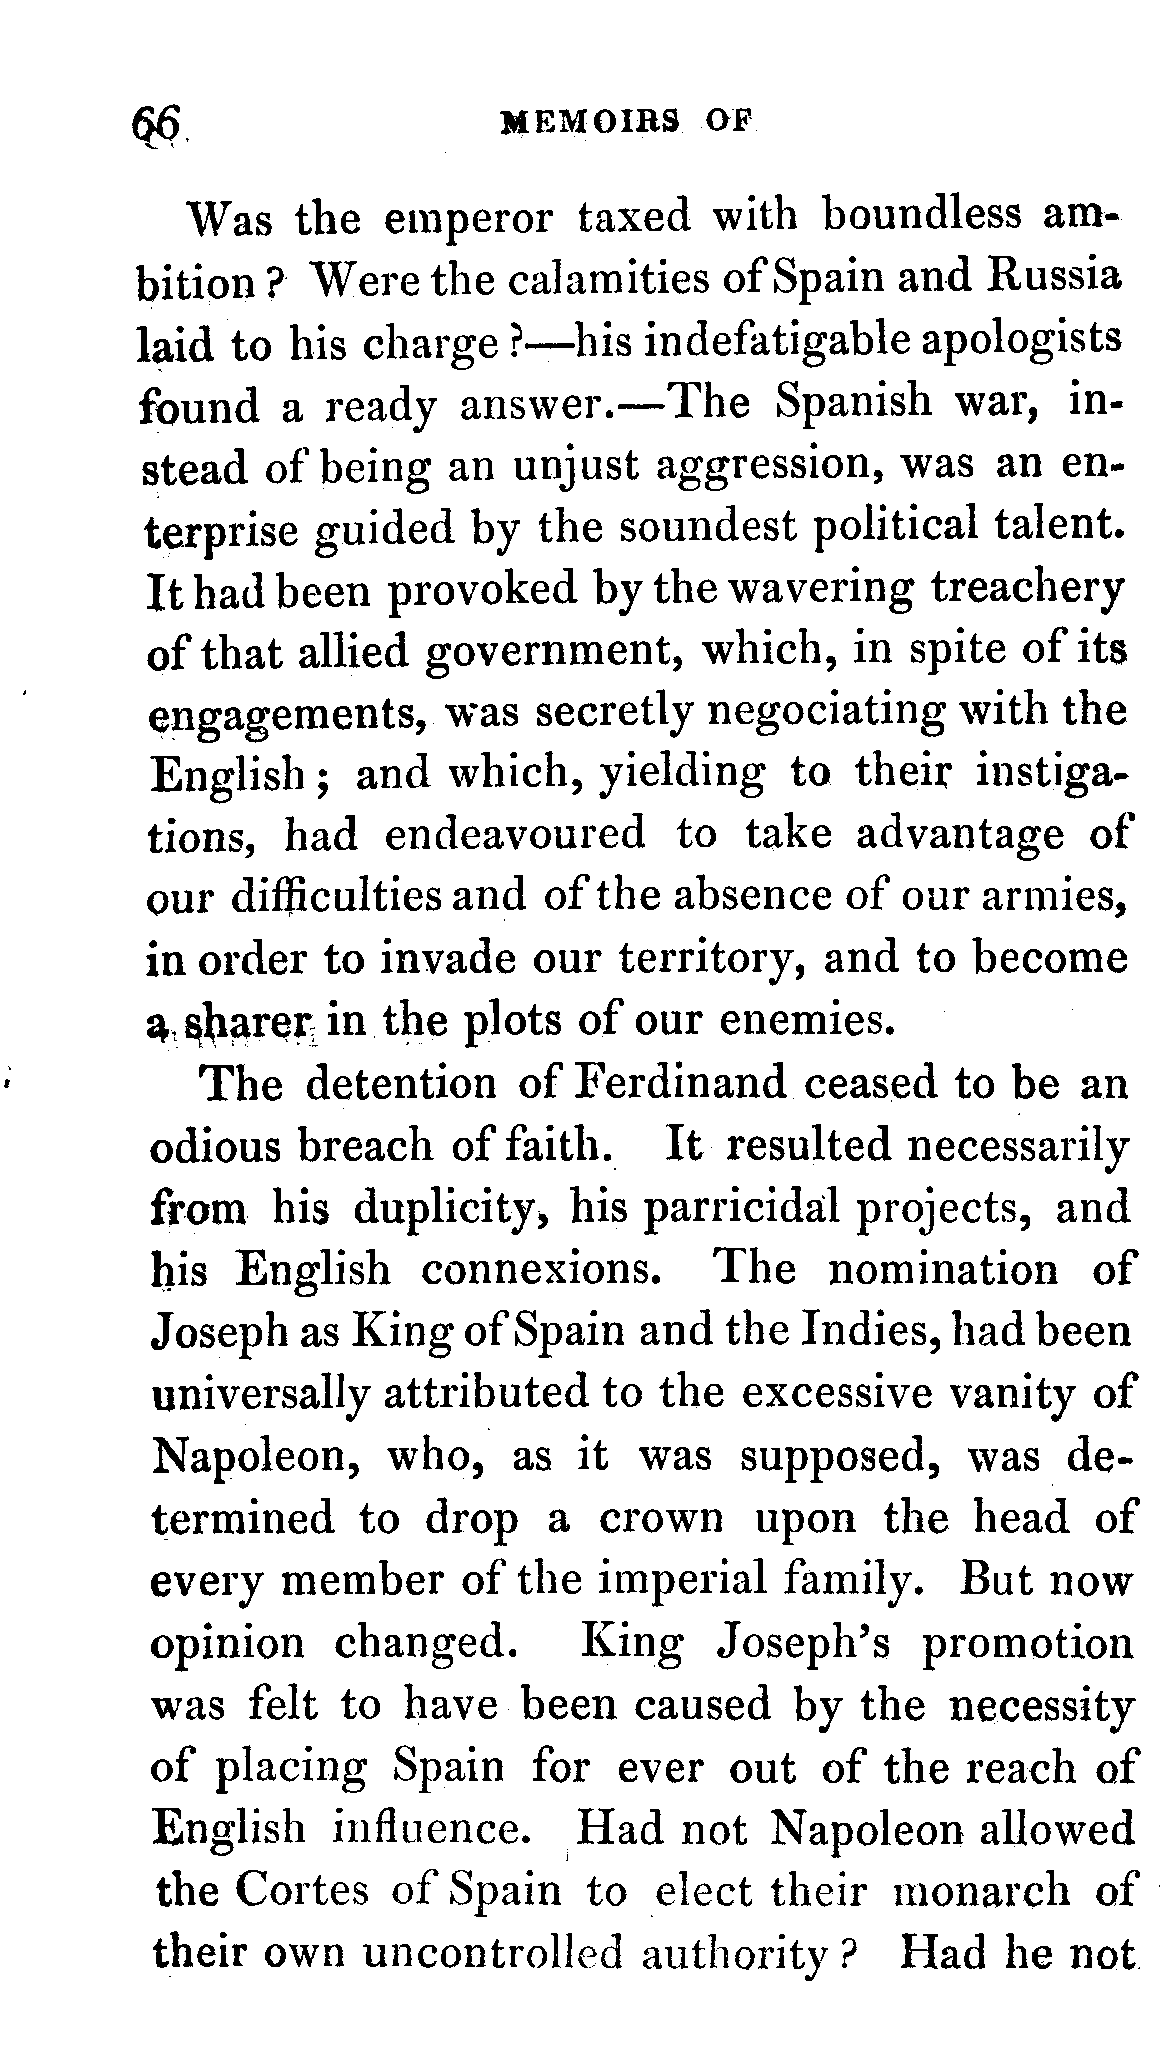 66 MEMOIRS OF
Was the emperor taxed with boundless am-
bition? Were the calamities of Spain and Russia
laid to his charge?—his indefatigable apologists
found a ready answer.—The Spanish war, in-
stead of being an unjust aggression, was an en-
terprise guided by the soundest political talent.
It had been provoked by the wavering treachery
of that allied government, which, in spite of its
engagements, was secretly negociating with the
English; and which, yielding to their instiga-
tions, had endeavoured to take advantage of
our difficulties and of the absence of our armies,
in order to invade our territory, and to become
a sharer in the plots of our enemies.
The detention of Ferdinand ceased to be an
odious breach of faith. It resulted necessarily
from his duplicity, his parricidal projects, and
his English connexions. The nomination of
Joseph as King of Spain and the Indies, had been
universally attributed to the excessive vanity of
Napoleon, who, as it was supposed, was de-
termined to drop a crown upon the head of
every member of the imperial family. But now
opinion changed. King Joseph's promotion
was felt to have been caused by the necessity
of placing Spain for ever out of the reach of
English influence. Had not Napoleon allowed
the Cortes of Spain to elect their monarch of
their own uncontrolled authority? Had he not